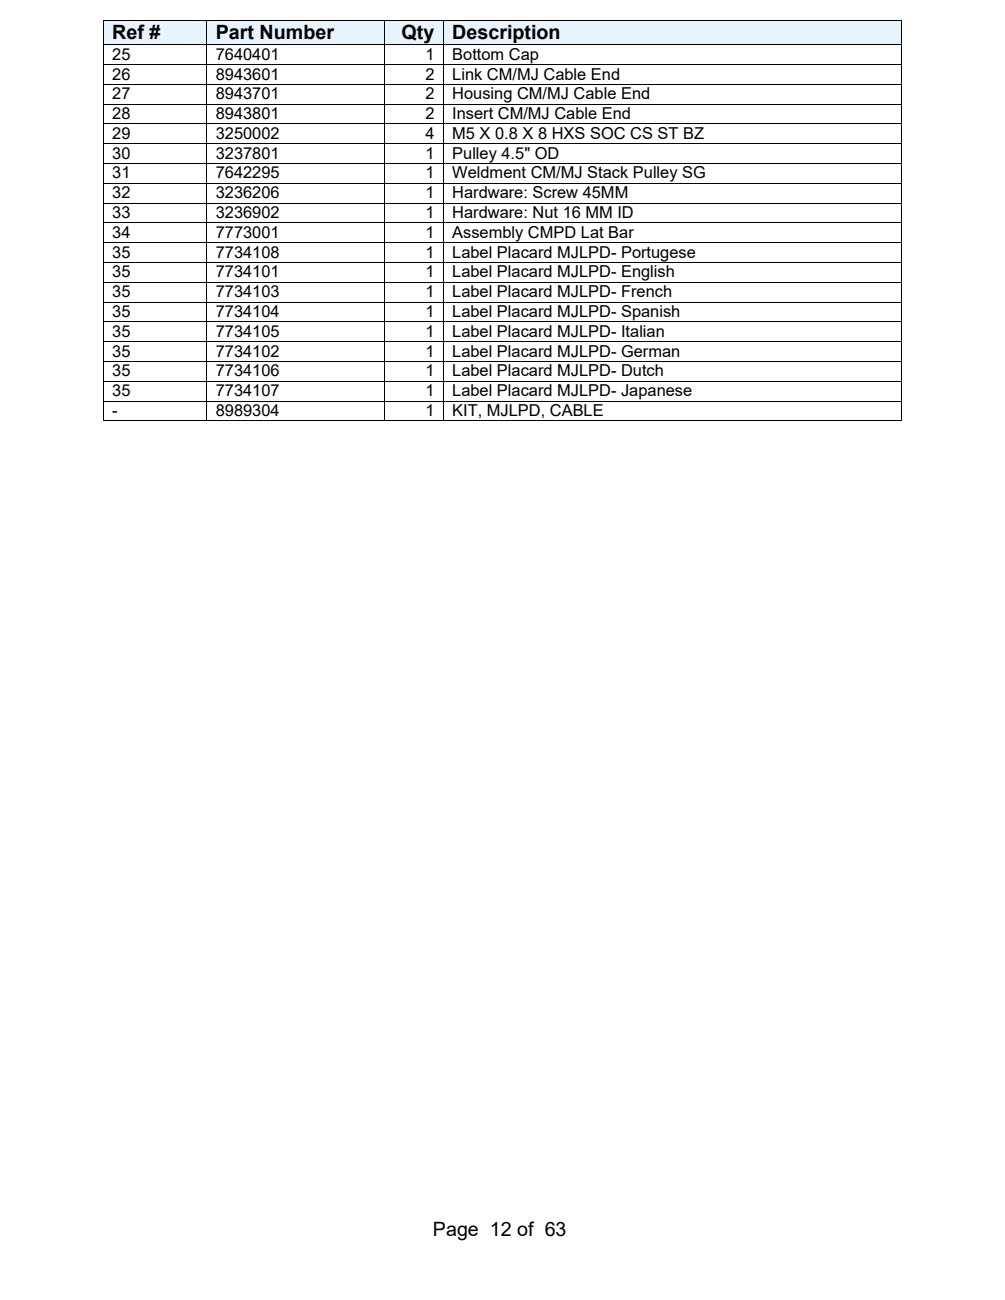 Ref # Part Number Qty Description
25 7640401 1 Bottom Cap
26 8943601 2 Link CM/MJ Cable End
27 8943701 2 Housing CM/MJ Cable End
28 8943801 2 Insert CM/MJ Cable End
29 3250002 4 M5 X 0.8 X 8 HXS SOC CS ST BZ
30 3237801 1 Pulley 4.5" OD
31 7642295 1 Weldment CM/MJ Stack Pulley SG
32 3236206 1 Hardware: Screw 45MM
33 3236902 1 Hardware: Nut 16 MM ID
34 7773001 1 Assembly CMPD Lat Bar
35 7734108 1 Label Placard MJLPD- Portugese
35 7734101 1 Label Placard MJLPD- English
35 7734103 1 Label Placard MJLPD- French
35 7734104 1 Label Placard MJLPD- Spanish
35 7734105 1 Label Placard MJLPD- Italian
35 7734102 1 Label Placard MJLPD- German
35 7734106 1 Label Placard MJLPD- Dutch
35 7734107 1 Label Placard MJLPD- Japanese
- 8989304 1 KIT, MJLPD, CABLE
Page 12 of 63